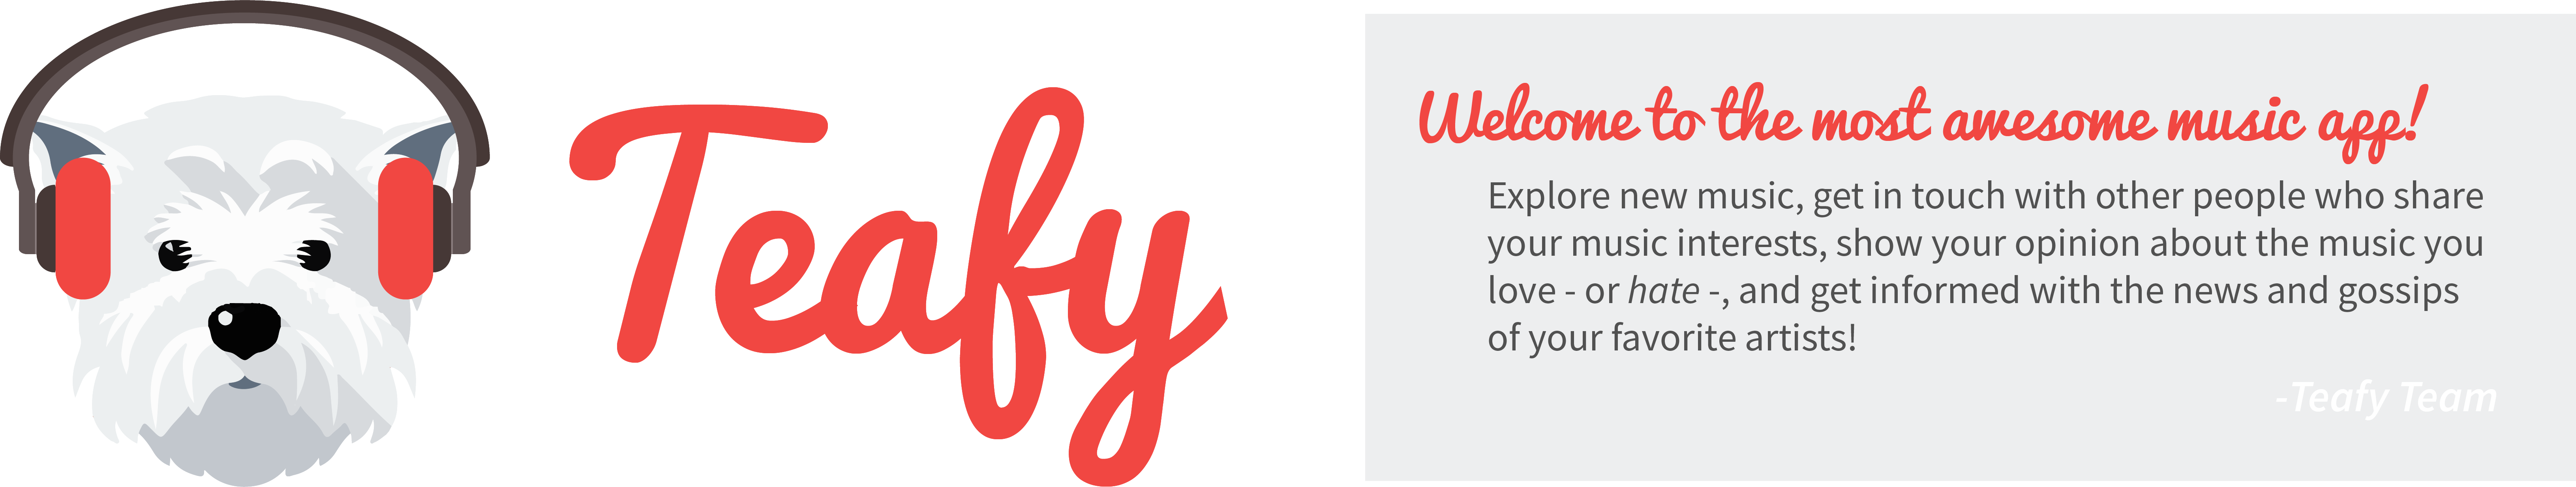 Teafy
Welcome to the most awesome music app!
Explore new music, get in touch with other people who share
your music interests, show your opinion about the music you
love - or hate -, and get informed with the news and gossips
of your favorite artists!
-Teafy Team